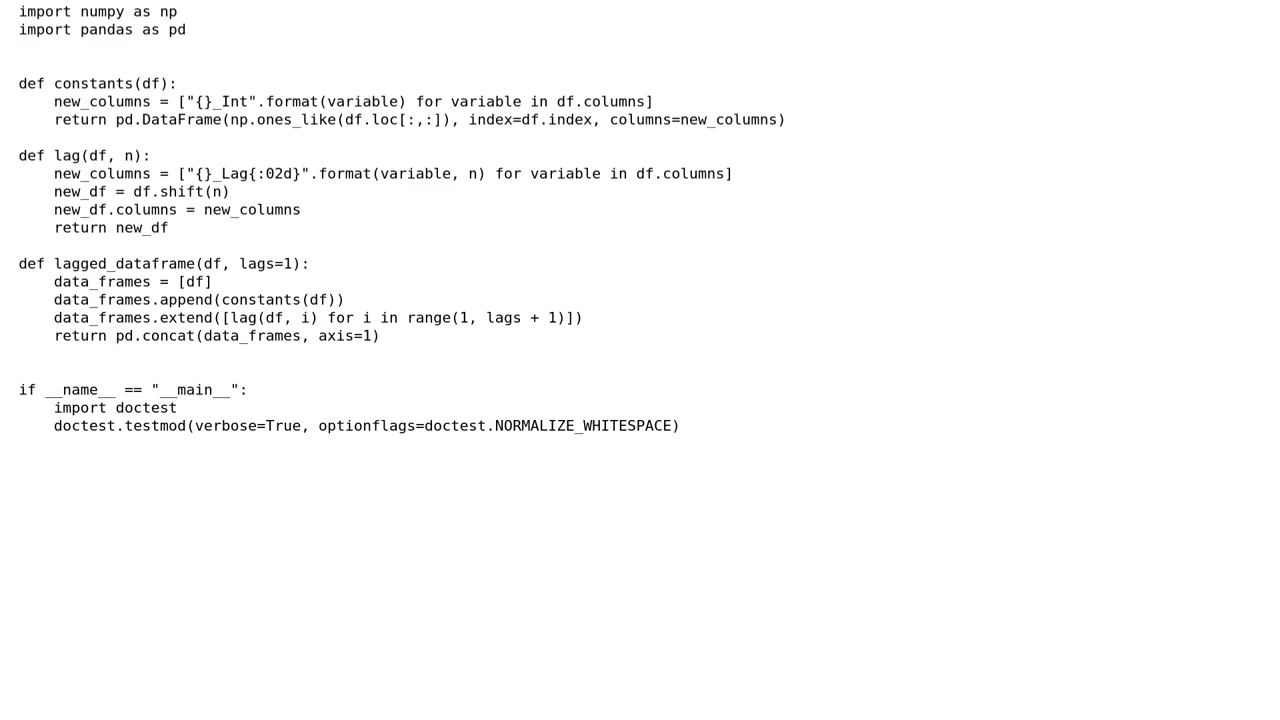 import numpy as np
import pandas as pd


def constants(df):
    new_columns = ["{}_Int".format(variable) for variable in df.columns]
    return pd.DataFrame(np.ones_like(df.loc[:,:]), index=df.index, columns=new_columns)

def lag(df, n):
    new_columns = ["{}_Lag{:02d}".format(variable, n) for variable in df.columns]
    new_df = df.shift(n)
    new_df.columns = new_columns
    return new_df

def lagged_dataframe(df, lags=1):
    data_frames = [df]
    data_frames.append(constants(df))
    data_frames.extend([lag(df, i) for i in range(1, lags + 1)])
    return pd.concat(data_frames, axis=1)


if __name__ == "__main__":
    import doctest
    doctest.testmod(verbose=True, optionflags=doctest.NORMALIZE_WHITESPACE)